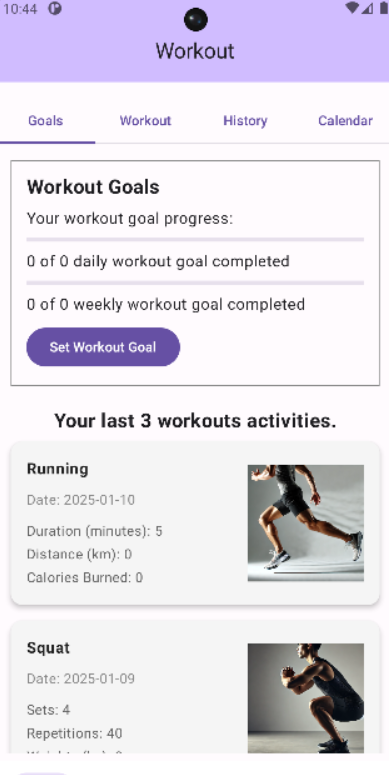 10:44
Workout
Goals Workout History Calendar
Workout Goals
Your workout goal progress:
0 of 0 daily workout goal completed
0 of 0 weekly workout goal completed
Set Workout Goal
Your last 3 workouts activities.
Running
Date: 2025-01-10
Duration (minutes): 5
Distance (km): 0
Calories Burned: 0
Squat
Date: 2025-01-09
Sets: 4
Repetitions: 40